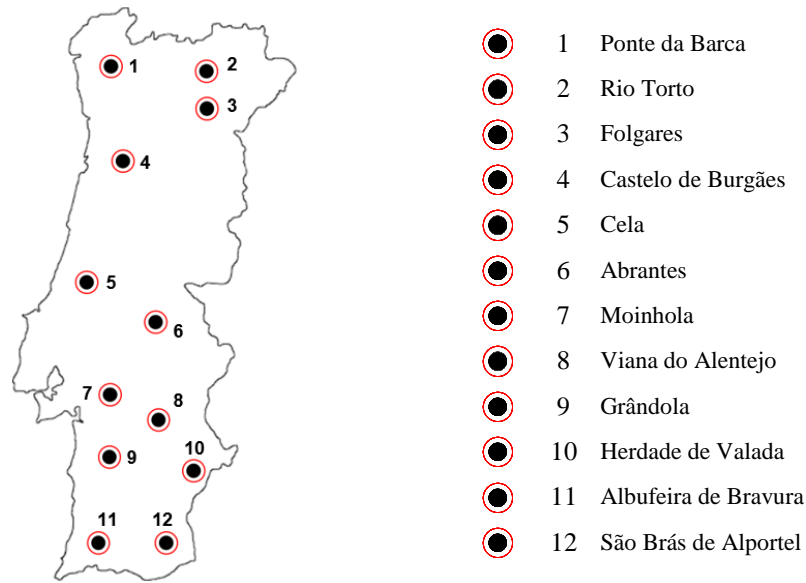 1
2
3
4
5
6
7
8
9
10
11
12
1 Ponte da Barca
2 Rio Torto
3 Folgares
4 Castelo de Burgães
5 Cela
6 Abrantes
7 Moinhola
8 Viana do Alentejo
9 Grândola
10 Herdade de Valada
11 Albufeira de Bravura
12 São Brás de Alportel